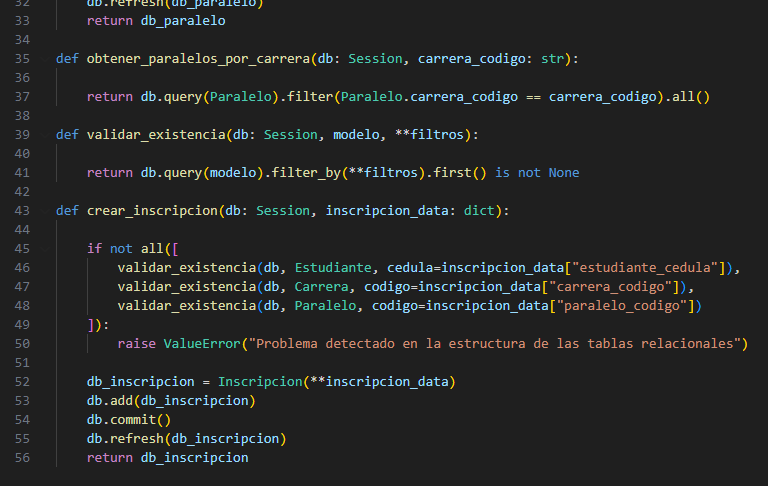 32 db.refresh(db_paralelo)
33 return db_paralelo
34
35 def obtener_paralelos_por_carrera(db: Session, carrera_codigo: str):
36
37 return db.query(Paralelo).filter(Paralelo.carrera_codigo == carrera_codigo).all()
38
39 def validar_existencia(db: Session, modelo, **filtros):
40
41 return db.query(modelo).filter_by(**filtros).first() is not None
42
43 def crear_inscripcion(db: Session, inscripcion_data: dict):
44
45 if not all([
46 validar_existencia(db, Estudiante, cedula=inscripcion_data["estudiante_cedula"]),
47 validar_existencia(db, Carrera, codigo=inscripcion_data["carrera_codigo"]),
48 validar_existencia(db, Paralelo, codigo=inscripcion_data["paralelo_codigo"])
49 ]):
50 raise ValueError("Problema detectado en la estructura de las tablas relacionales")
51
52 db_inscripcion = Inscripcion(**inscripcion_data)
53 db.add(db_inscripcion)
54 db.commit()
55 db.refresh(db_inscripcion)
56 return db_inscripcion